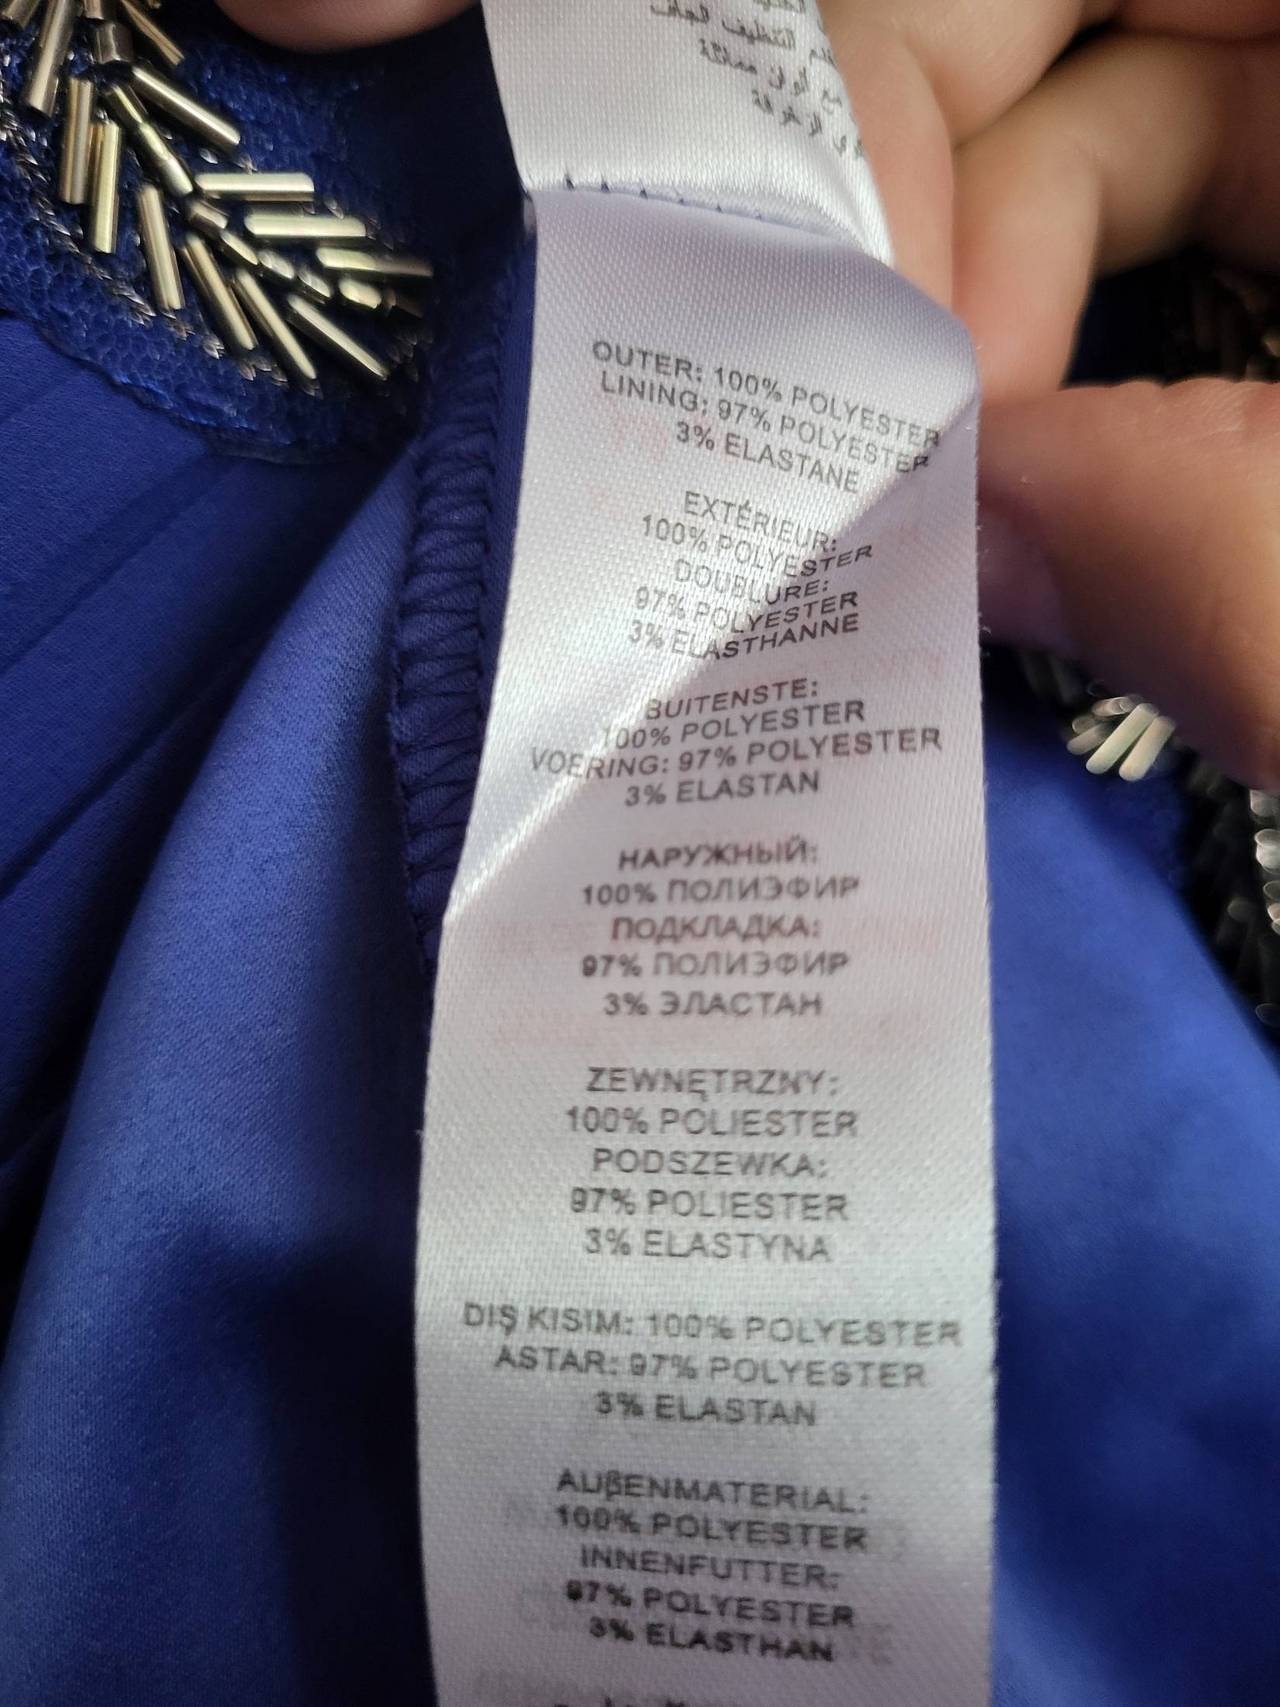 التنظيف الجاف
OUTER: 100% POLYESTER
LINING: 97% POLYESTER
3% ELASTANE
EXTÉRIEUR:
100% POLYESTER
DOUBLURE:
97% POLYESTER
3% ELASTHANNE
BUITENSTE:
100% POLYESTER
VOERING: 97% POLYESTER
3% ELASTAN
НАРУЖНЫЙ:
100% ПОЛИЭФИР
ПОДКЛАДКА:
97% ПОЛИЭФИР
3% ЭЛАСТАН
ZEWNĘTRZNY:
100% POLIESTER
PODSZEWKA:
97% POLIESTER
3% ELASTYNA
DIŞ KISIM: 100% POLYESTER
ASTAR: 97% POLYESTER
3% ELASTAN
AUßENMATERIAL:
100% POLYESTER
INNENFUTTER:
97% POLYESTER
3% ELASTHAN